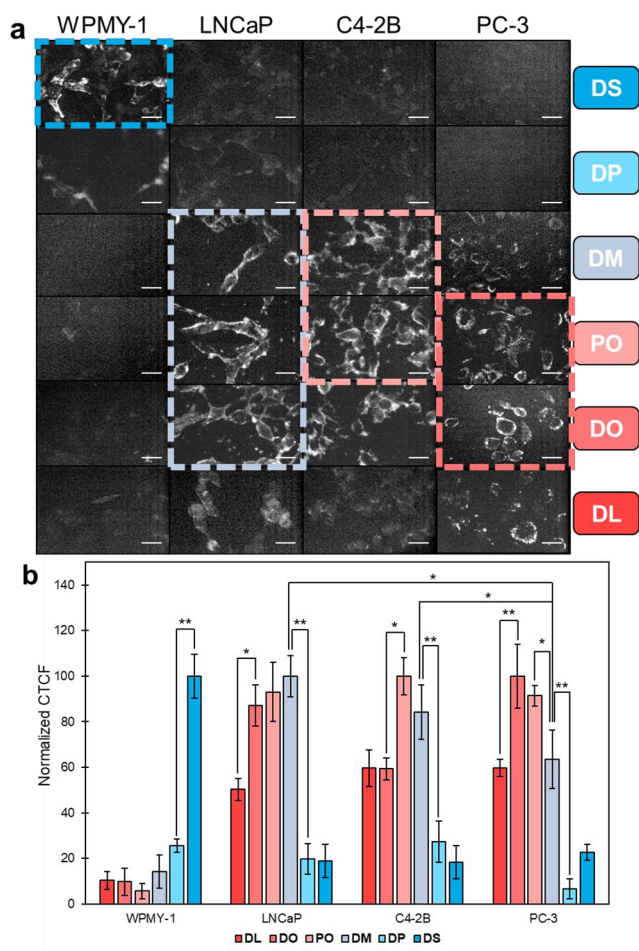 a
WPMY-1 LNCaP C4-2B PC-3
DS
DP
DM
PO
DO
DL
b
Normalized CTCF
140
120
100
80
60
40
20
0
*
*
** * ** * ** ** * **
WPMY-1 LNCaP C4-2B PC-3
DL DO PO DM DP DS